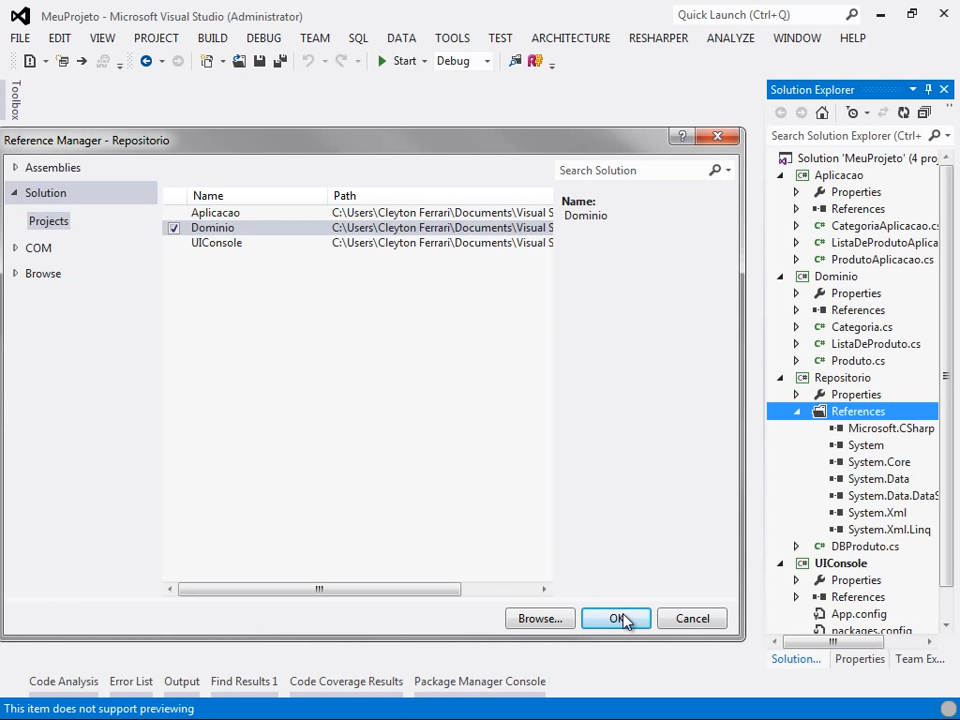 MeuProjeto - Microsoft Visual Studio (Administrator)
Quick Launch (Ctrl+Q)
FILE EDIT VIEW PROJECT BUILD DEBUG TEAM SQL DATA TOOLS TEST ARCHITECTURE RESHARPER ANALYZE WINDOW HELP
Start Debug
Toolbox
Reference Manager - Repositorio
Assemblies
Solution
Projects
COM
Browse
Search Solution
Name Path
Aplicacao C:\Users\Cleyton Ferrari\Documents\Visual S
Dominio C:\Users\Cleyton Ferrari\Documents\Visual S
UIConsole C:\Users\Cleyton Ferrari\Documents\Visual S
Name:
Dominio
Browse... OK Cancel
Solution Explorer
Search Solution Explorer (Ctrl+
Solution 'MeuProjeto' (4 proj
Aplicacao
Properties
References
CategoriaAplicacao.cs
ListaDeProdutoAplica
ProdutoAplicacao.cs
Dominio
Properties
References
Categoria.cs
ListaDeProduto.cs
Produto.cs
Repositorio
Properties
References
Microsoft.CSharp
System
System.Core
System.Data
System.Data.DataS
System.Xml
System.Xml.Linq
DBProduto.cs
UIConsole
Properties
References
App.config
packages.config
Solution... Properties Team Ex...
Code Analysis Error List Output Find Results 1 Code Coverage Results Package Manager Console
This item does not support previewing